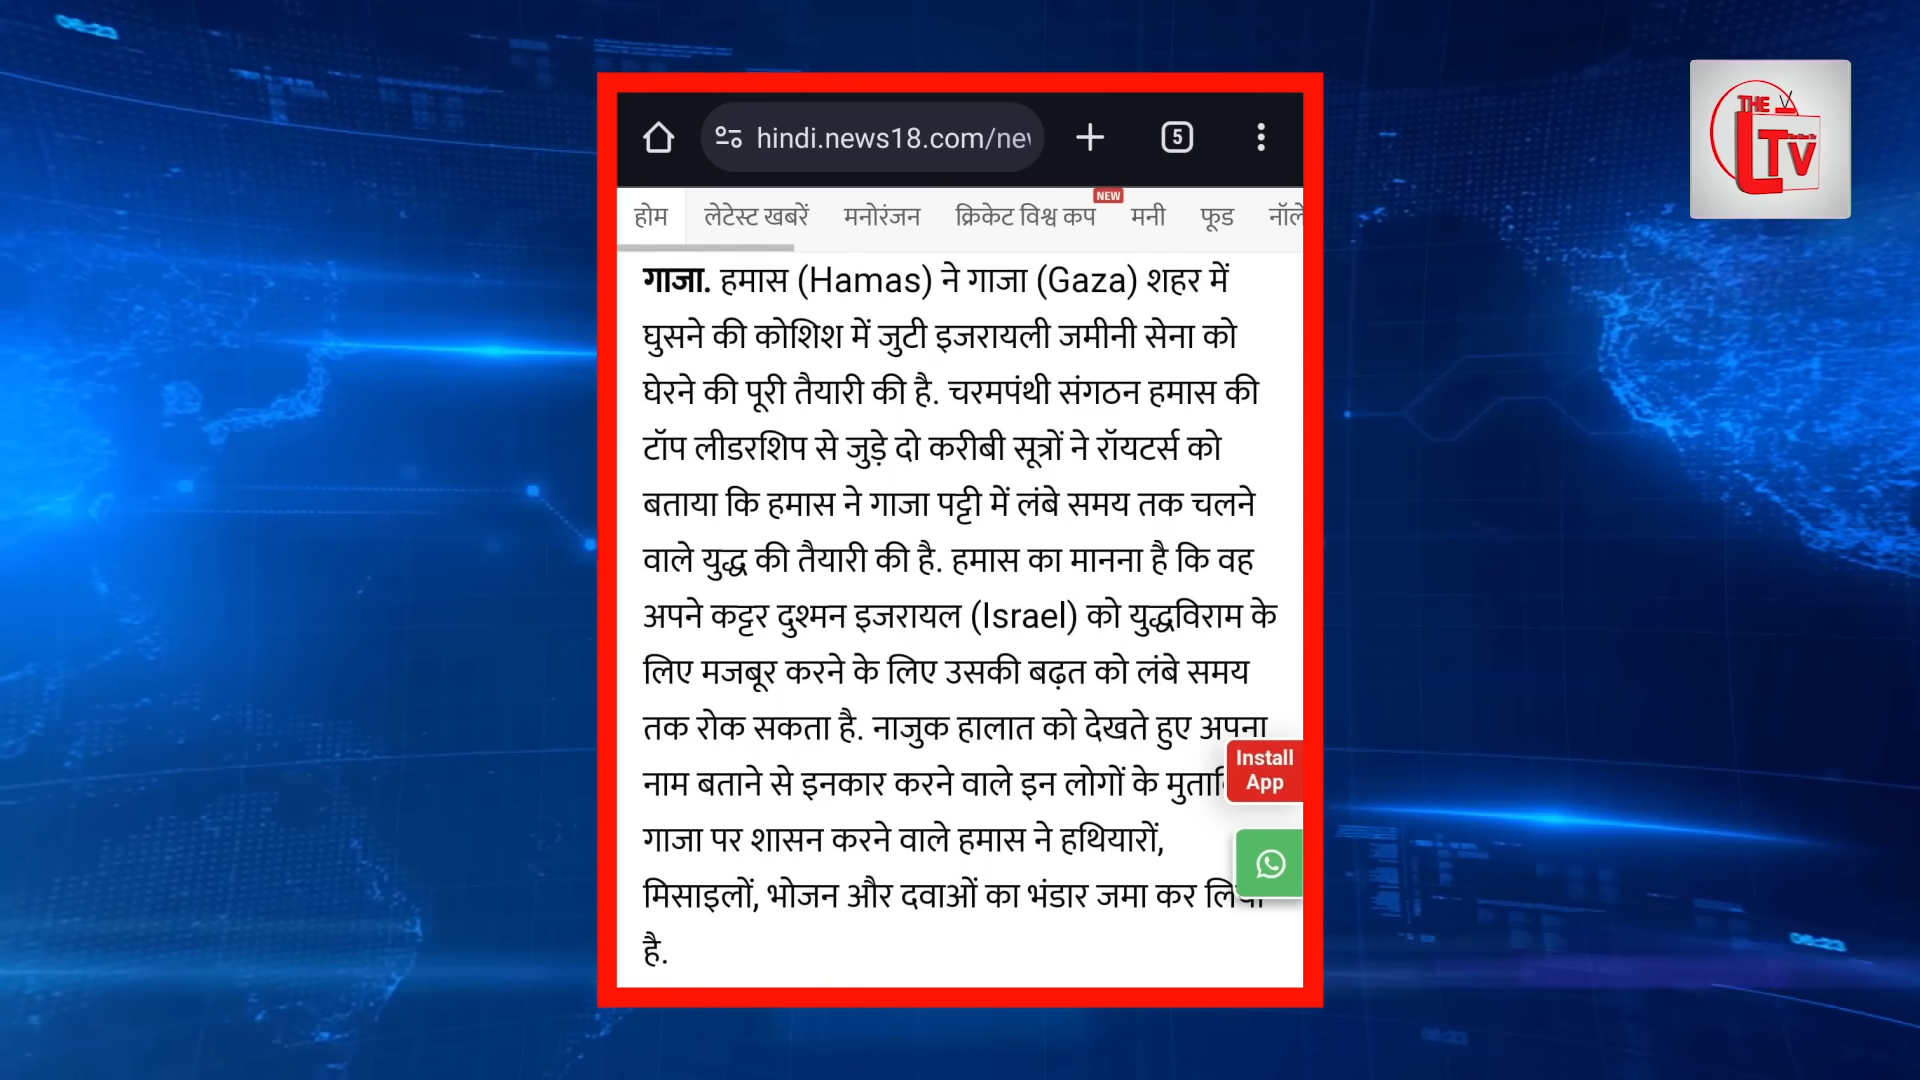 THE
LTV
hindi.news18.com/nev
5
NEW
होम लेटेस्ट खबरें मनोरंजन क्रिकेट विश्व कप मनी फूड
गाजा. हमास (Hamas) ने गाजा (Gaza) शहर में
घुसने की कोशिश में जुटी इजरायली जमीनी सेना को
घेरने की पूरी तैयारी की है. चरमपंथी संगठन हमास की
टॉप लीडरशिप से जुड़े दो करीबी सूत्रों ने रॉयटर्स को
बताया कि हमास ने गाजा पट्टी में लंबे समय तक चलने
वाले युद्ध की तैयारी की है. हमास का मानना है कि वह
अपने कट्टर दुश्मन इजरायल (Israel) को युद्धविराम के
लिए मजबूर करने के लिए उसकी बढ़त को लंबे समय
तक रोक सकता है. नाजुक हालात को देखते हुए अपना
नाम बताने से इनकार करने वाले इन लोगों के
गाजा पर शासन करने वाले हमास ने हथियारों,
मिसाइलों, भोजन और दवाओं का भंडार जमा कर लिया
है.
Install
App